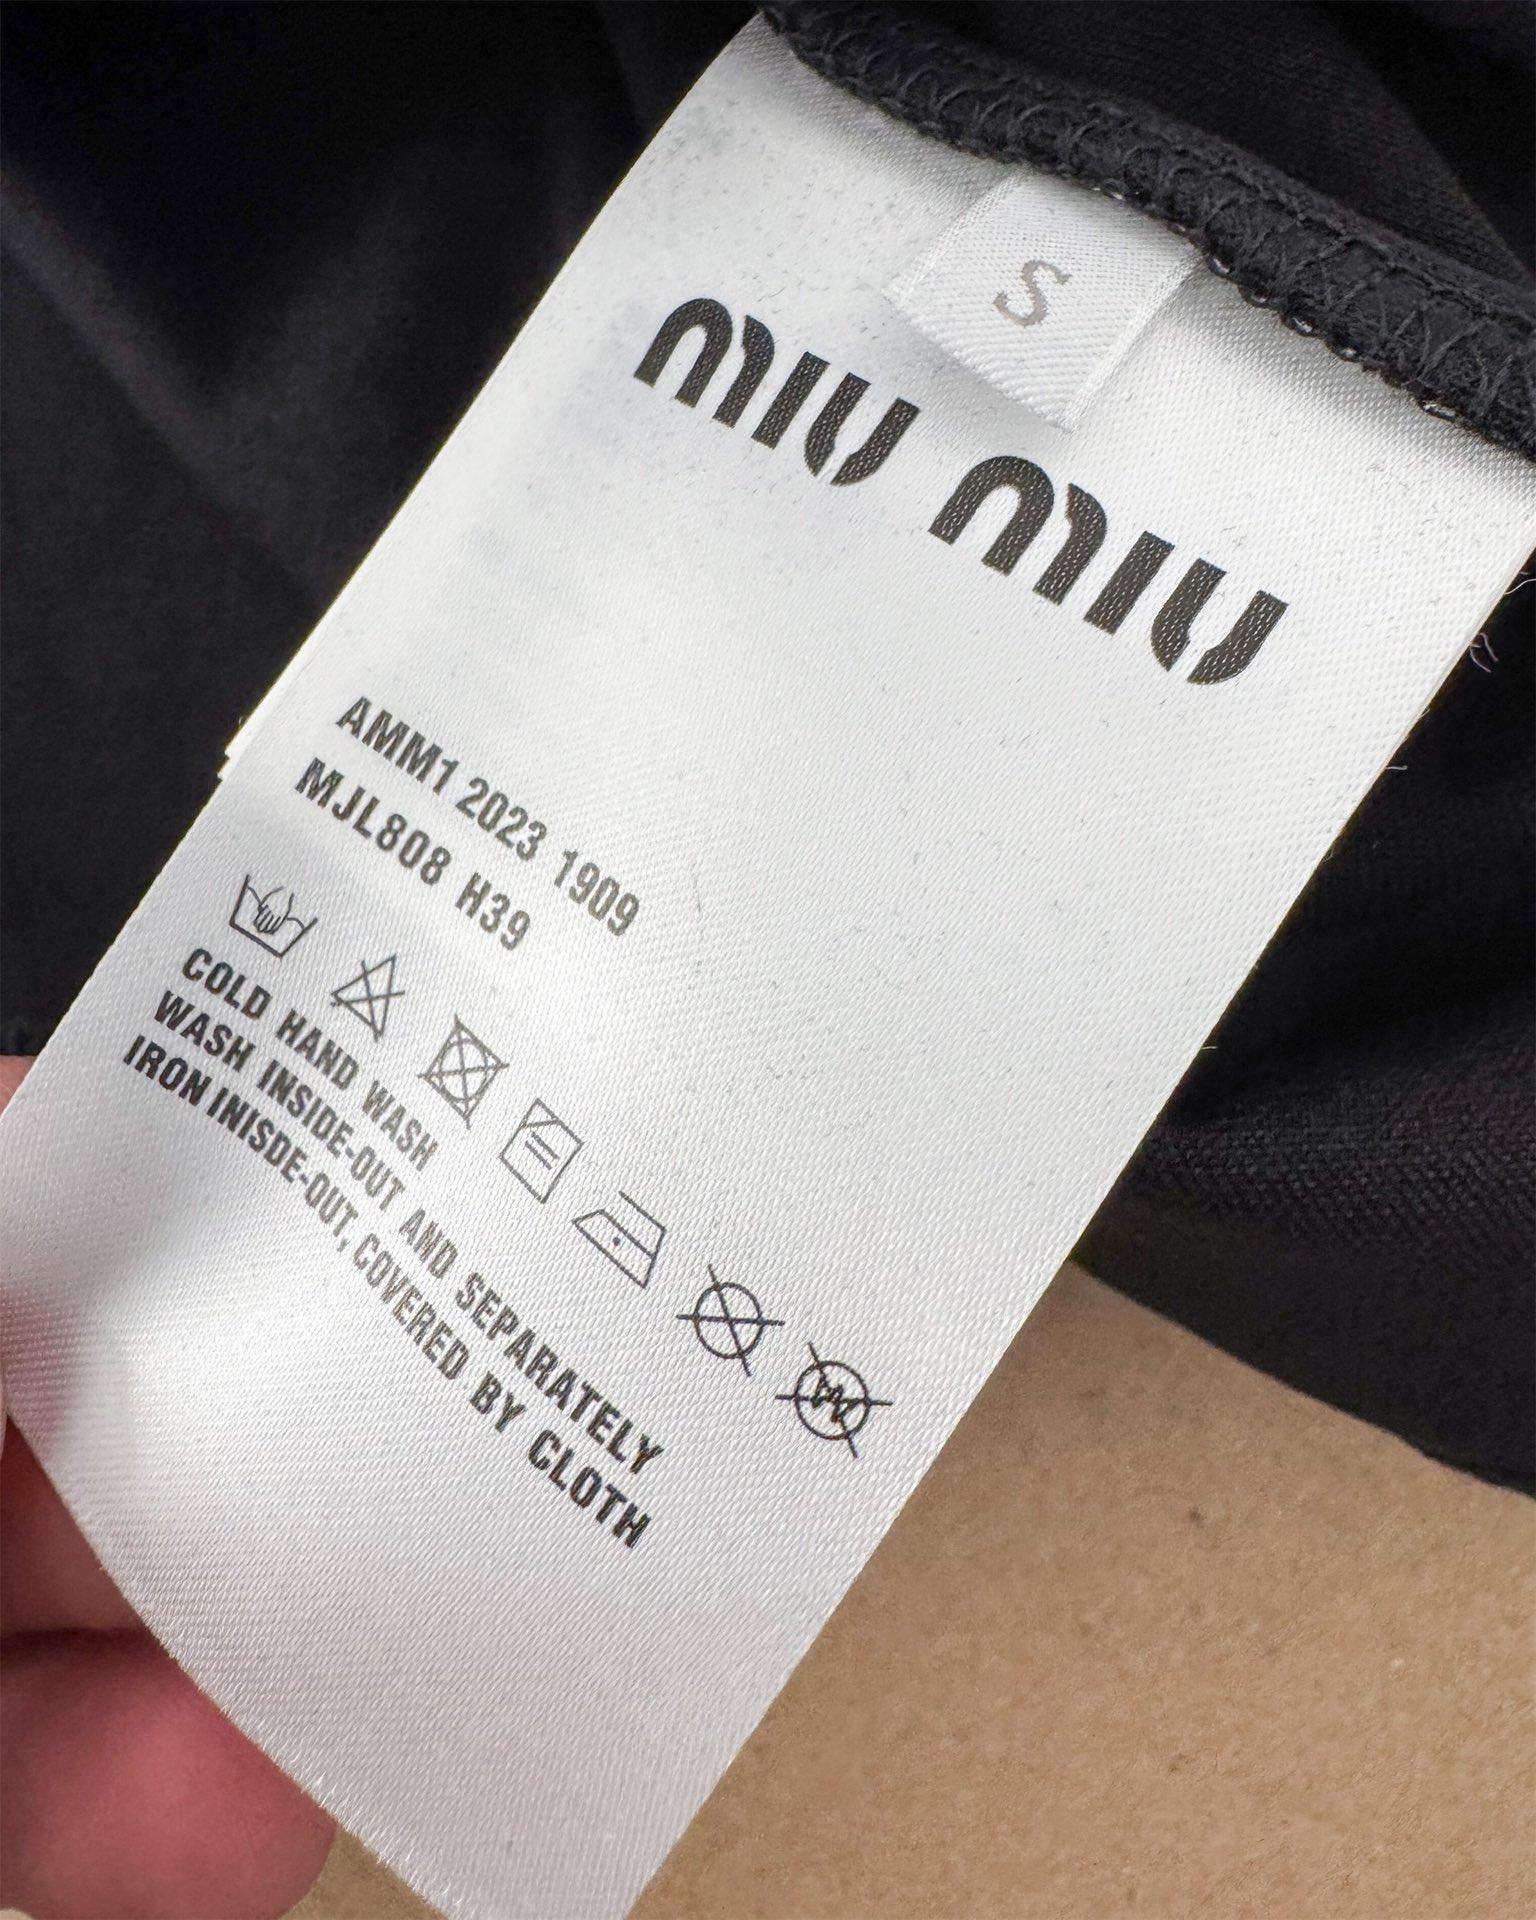 S
MIU MIU
AMM1 2023 1909
MJL808 H39
COLD HAND WASH
WASH INSIDE-OUT AND SEPARATELY
IRON INISDE-OUT, COVERED BY CLOTH
W